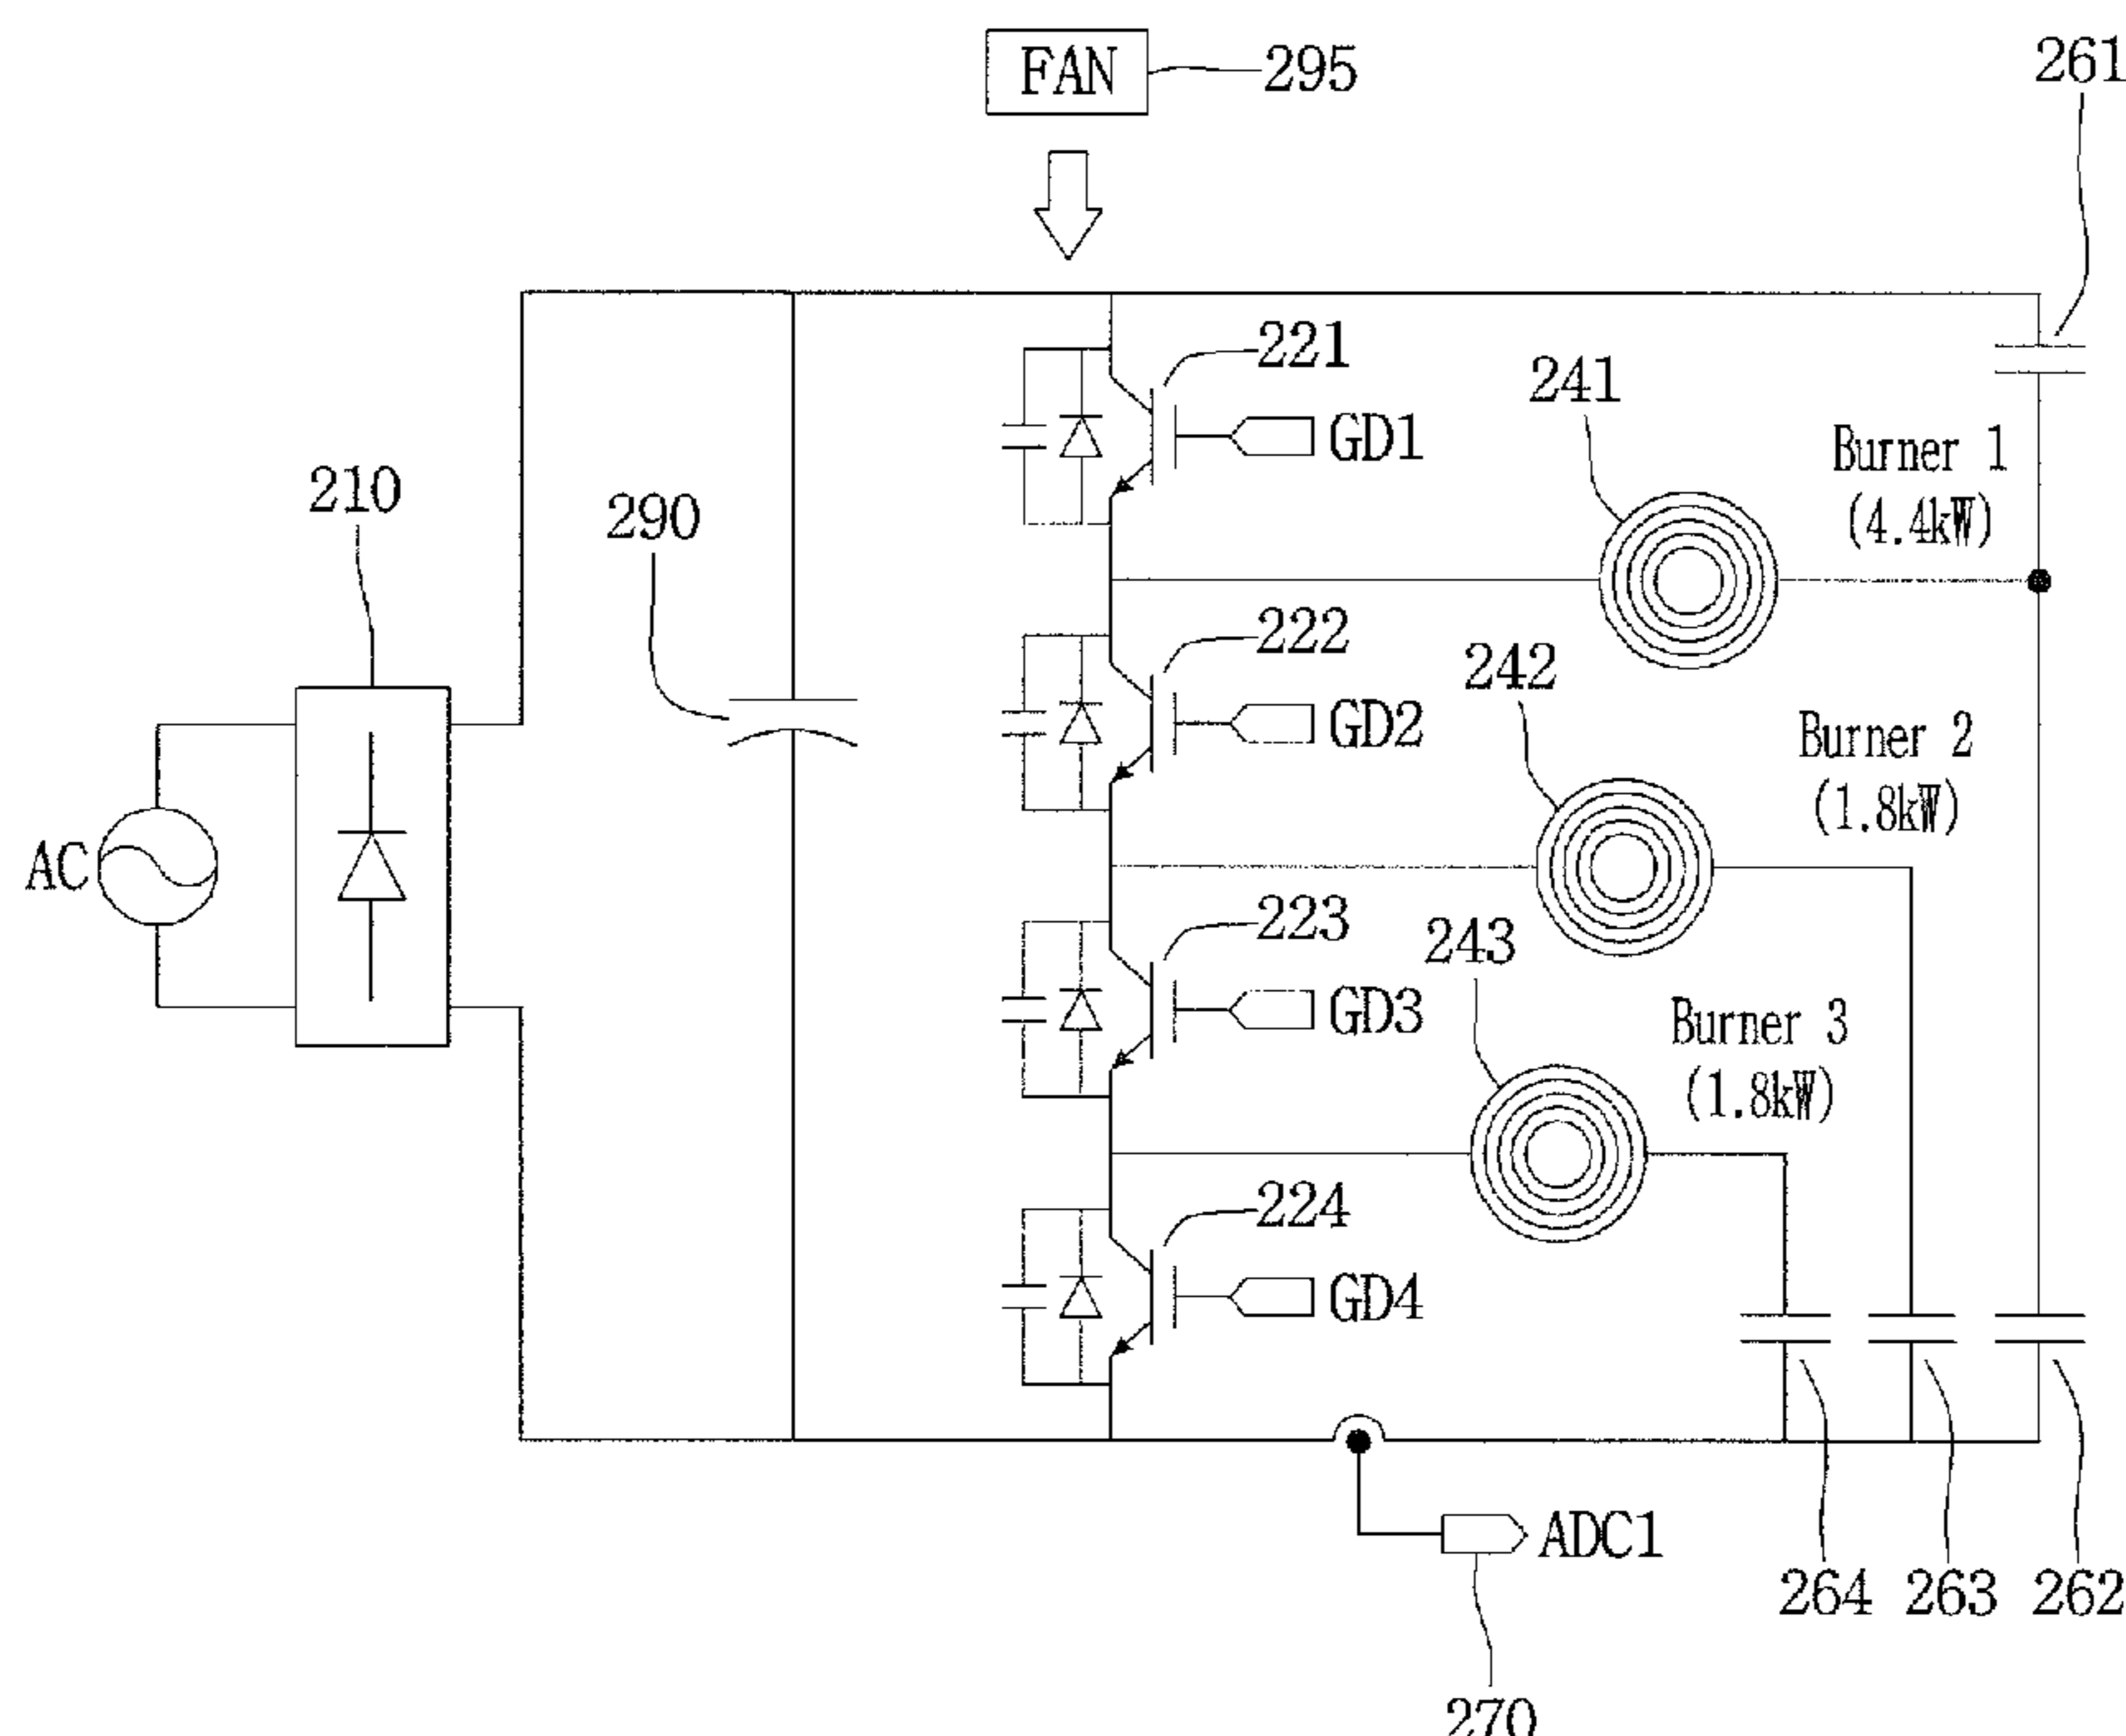 FAN
295
261
221
241
GD1
Burner 1
(4.4kW)
210
290
222
242
GD2
Burner 2
(1.8kW)
AC
223
243
GD3
Burner 3
(1.8kW)
224
GD4
ADC1
264
263
262
270